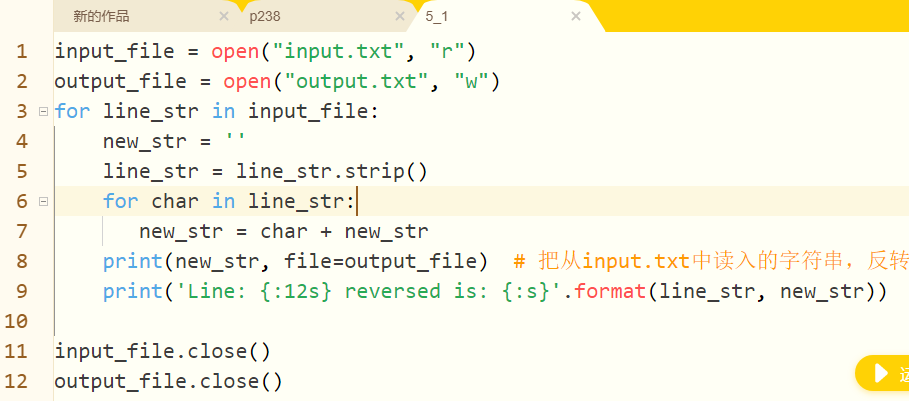 新的作品 × p238 × 5_1 ×
1 input_file = open("input.txt", "r")
2 output_file = open("output.txt", "w")
3 for line_str in input_file:
4 new_str = ''
5 line_str = line_str.strip()
6 for char in line_str:
7 new_str = char + new_str
8 print(new_str, file=output_file) # 把从input.txt中读入的字符串，反转
9 print('Line: {:12s} reversed is: {:s}'.format(line_str, new_str))
10
11 input_file.close()
12 output_file.close()